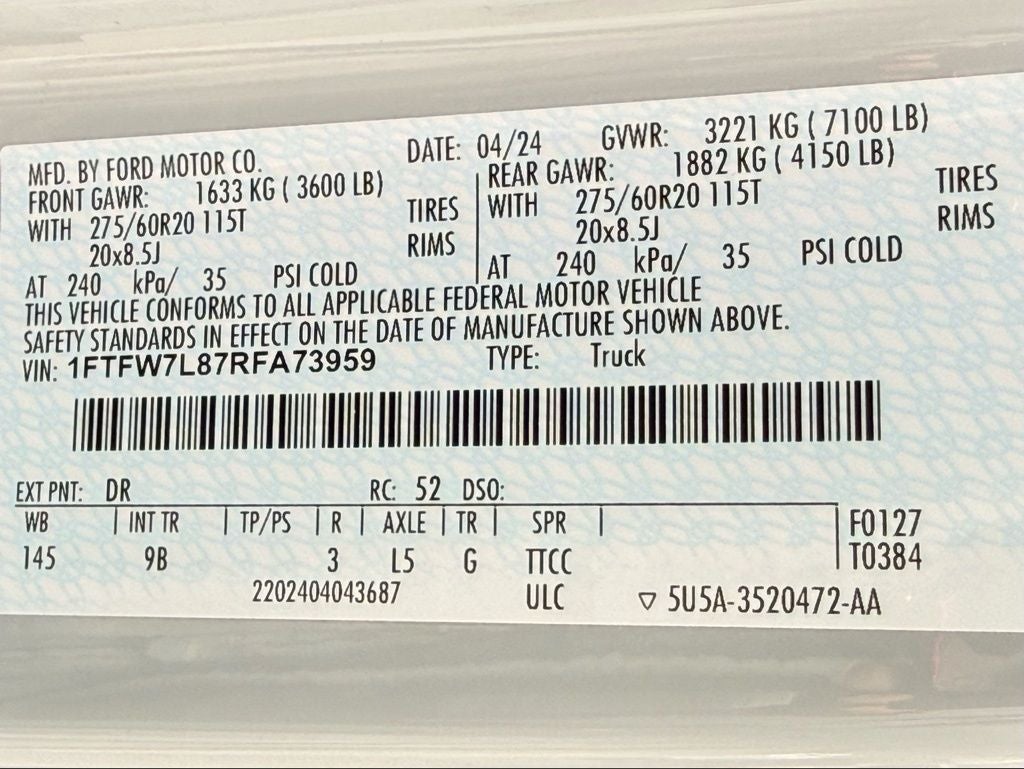 MFD. BY FORD MOTOR CO. DATE: 04/24 GVWR: 3221 KG ( 7100 LB)
FRONT GAWR: 1633 KG ( 3600 LB) REAR GAWR: 1882 KG ( 4150 LB)
WITH 275/60R20 115T TIRES WITH 275/60R20 115T TIRES
20x8.5J RIMS 20x8.5J RIMS
AT 240 kPa/ 35 PSI COLD AT 240 kPa/ 35 PSI COLD
THIS VEHICLE CONFORMS TO ALL APPLICABLE FEDERAL MOTOR VEHICLE
SAFETY STANDARDS IN EFFECT ON THE DATE OF MANUFACTURE SHOWN ABOVE.
VIN: 1FTFW7L87RFA73959 TYPE: Truck
EXT PNT: DR RC: 52 DSO:
WB INT TR TP/PS R AXLE TR SPR F0127
145 9B 3 L5 G TTCC T0384
2202404043687 ULC ▽ 5U5A-3520472-AA